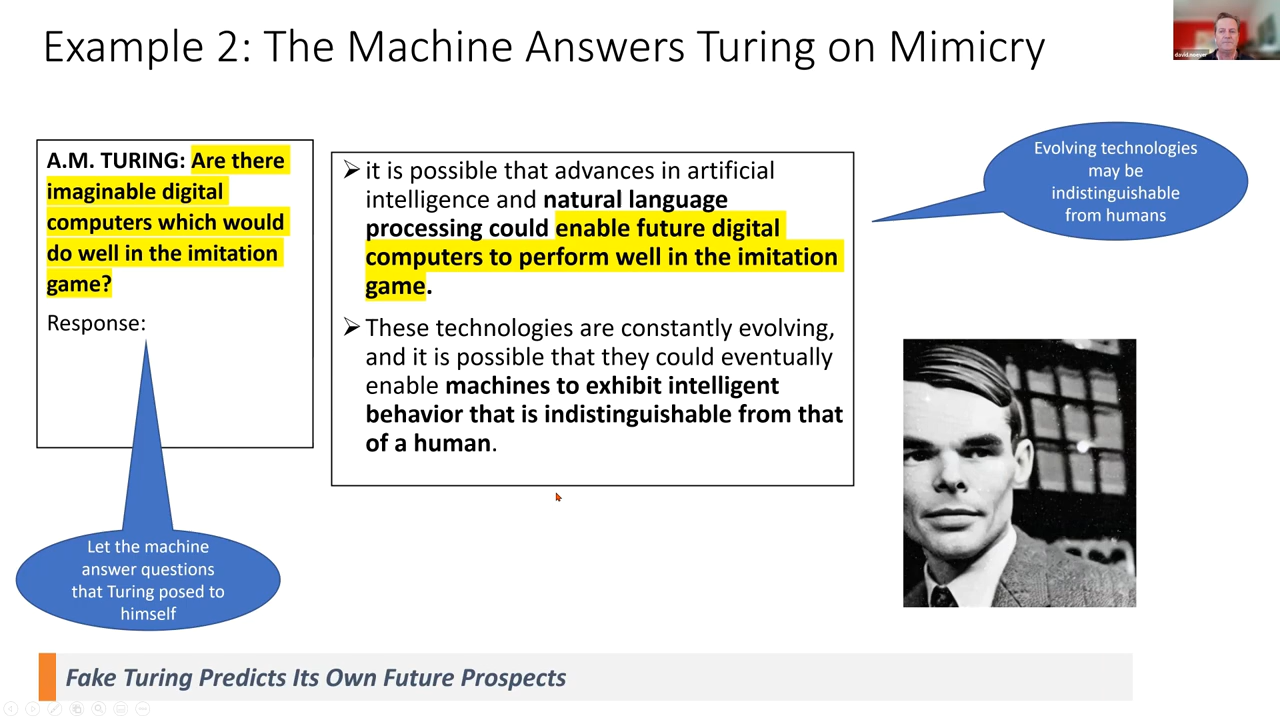 Example 2: The Machine Answers Turing on Mimicry
A.M. TURING: Are there
imaginable digital
computers which would
do well in the imitation
game?
Response:
it is possible that advances in artificial
intelligence and natural language
processing could enable future digital
computers to perform well in the imitation
game.
These technologies are constantly evolving,
and it is possible that they could eventually
enable machines to exhibit intelligent
behavior that is indistinguishable from that
of a human.
Evolving technologies
may be
indistinguishable
from humans
Let the machine
answer questions
that Turing posed to
himself
Fake Turing Predicts Its Own Future Prospects